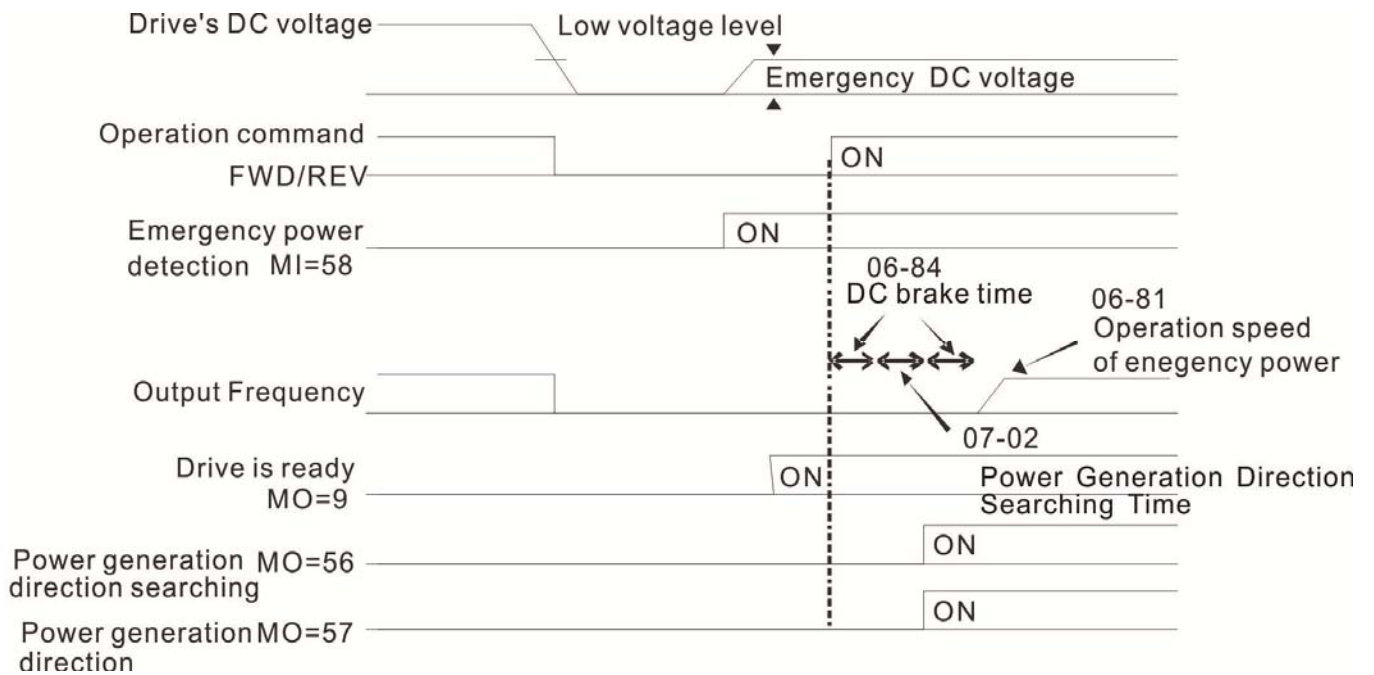 Drive's DC voltage
Low voltage level
Emergency DC voltage
Operation command
FWD/REV
ON
Emergency power
detection MI=58
ON
06-84
DC brake time
06-81
Operation speed
of enegency power
Output Frequency
07-02
Power Generation Direction
Searching Time
Drive is ready
MO=9
ON
Power generation MO=56
direction searching
ON
Power generation MO=57
direction
ON